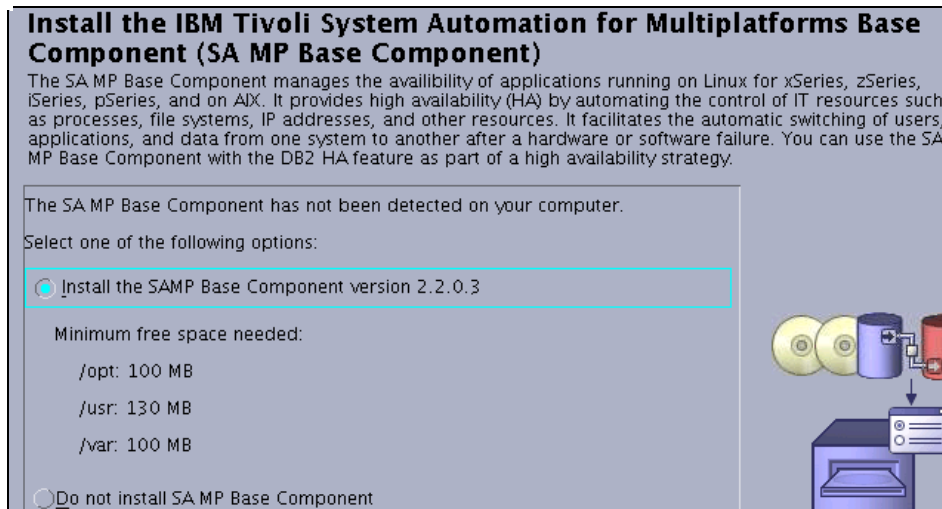 Install the IBM Tivoli System Automation for Multiplatforms Base
Component (SA MP Base Component)
The SA MP Base Component manages the availibility of applications running on Linux for xSeries, zSeries,
iSeries, pSeries, and on AIX. It provides high availability (HA) by automating the control of IT resources such
as processes, file systems, IP addresses, and other resources. It facilitates the automatic switching of users,
applications, and data from one system to another after a hardware or software failure. You can use the SA
MP Base Component with the DB2 HA feature as part of a high availability strategy.
The SA MP Base Component has not been detected on your computer.
Select one of the following options:
Install the SAMP Base Component version 2.2.0.3
Minimum free space needed:
/opt: 100 MB
/usr: 130 MB
/var: 100 MB
Do not install SA MP Base Component